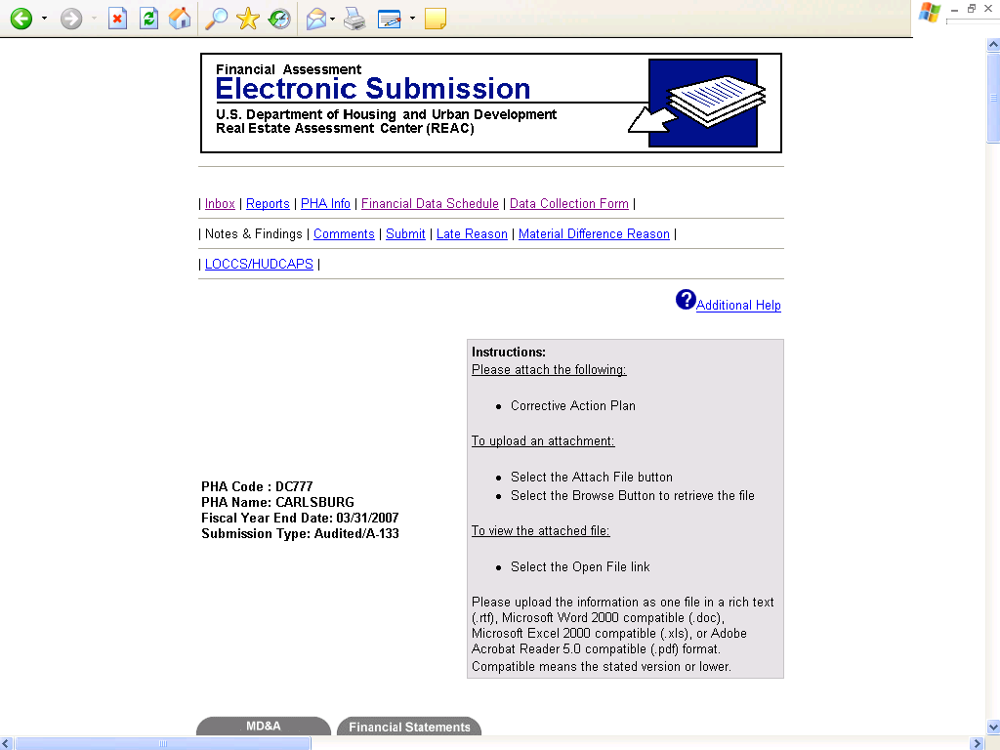 Financial Assessment
Electronic Submission
U.S. Department of Housing and Urban Development
Real Estate Assessment Center (REAC)
| Inbox | Reports | PHA Info | Financial Data Schedule | Data Collection Form |
| Notes & Findings | Comments | Submit | Late Reason | Material Difference Reason |
| LOCCS/HUDCAPS |
? Additional Help
Instructions:
Please attach the following:
• Corrective Action Plan
To upload an attachment:
• Select the Attach File button
• Select the Browse Button to retrieve the file
To view the attached file:
• Select the Open File link
Please upload the information as one file in a rich text
(.rtf), Microsoft Word 2000 compatible (.doc),
Microsoft Excel 2000 compatible (.xls), or Adobe
Acrobat Reader 5.0 compatible (.pdf) format.
Compatible means the stated version or lower.
PHA Code : DC777
PHA Name: CARLSBURG
Fiscal Year End Date: 03/31/2007
Submission Type: Audited/A-133
MD&A
Financial Statements